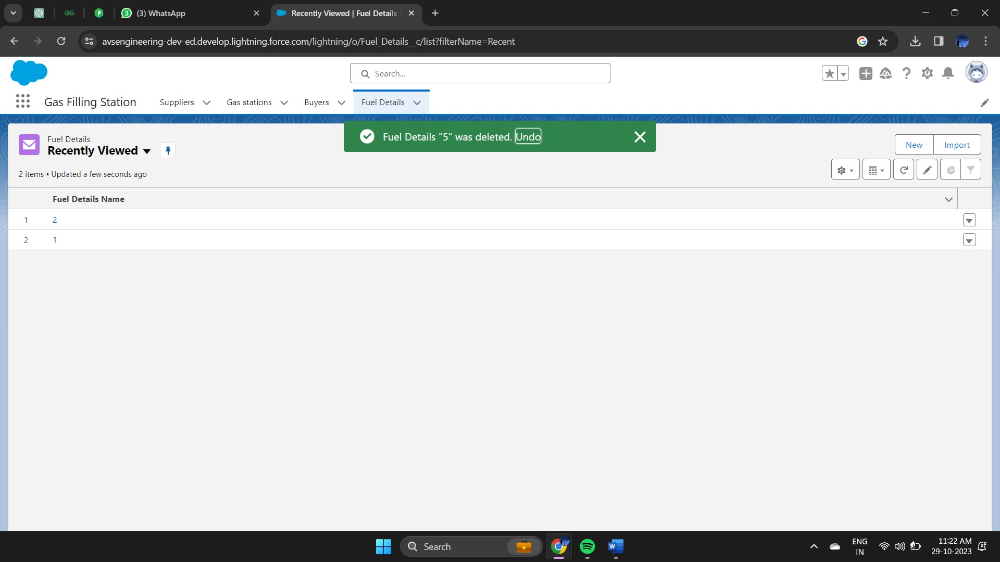 (3) WhatsApp
Recently Viewed | Fuel Details
avsengineering-dev-ed.develop.lightning.force.com/lightning/o/Fuel_Details__c/list?filterName=Recent
Search...
Gas Filling Station
Suppliers
Gas stations
Buyers
Fuel Details
Fuel Details "5" was deleted. Undo
Fuel Details
Recently Viewed
New
Import
2 items • Updated a few seconds ago
Fuel Details Name
1 2
2 1
Search
ENG
IN
11:22 AM
29-10-2023